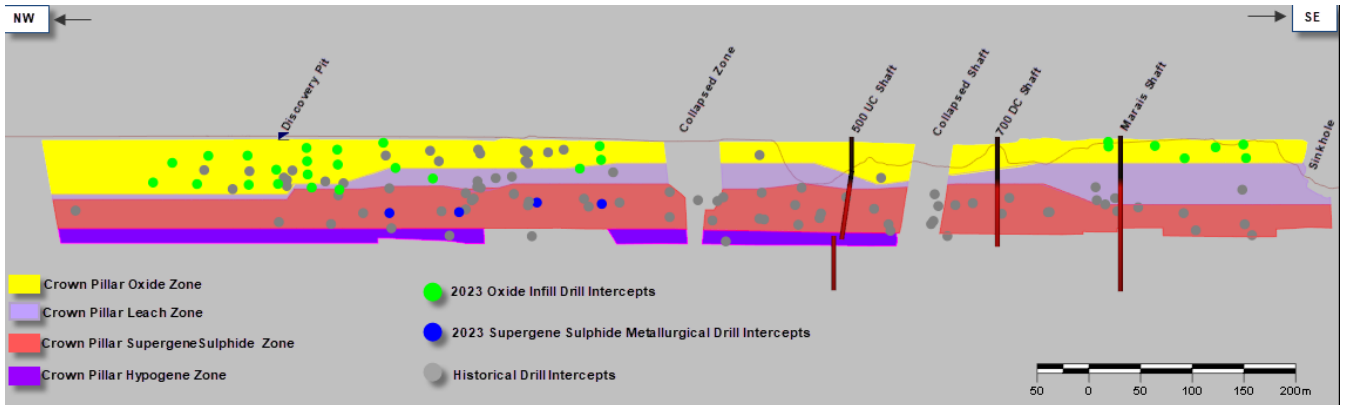 NW
SE
Discovery Pit
Collapsed Zone
500 UC Shaft
Collapsed Shaft
700 DC Shaft
Marais Shaft
Sinkhole
Crown Pillar Oxide Zone
Crown Pillar Leach Zone
Crown Pillar SupergeneSulphide Zone
Crown Pillar Hypogene Zone
2023 Oxide Infill Drill Intercepts
2023 Supergene Sulphide Metallurgical Drill Intercepts
Historical Drill Intercepts
50 0 50 100 150 200m